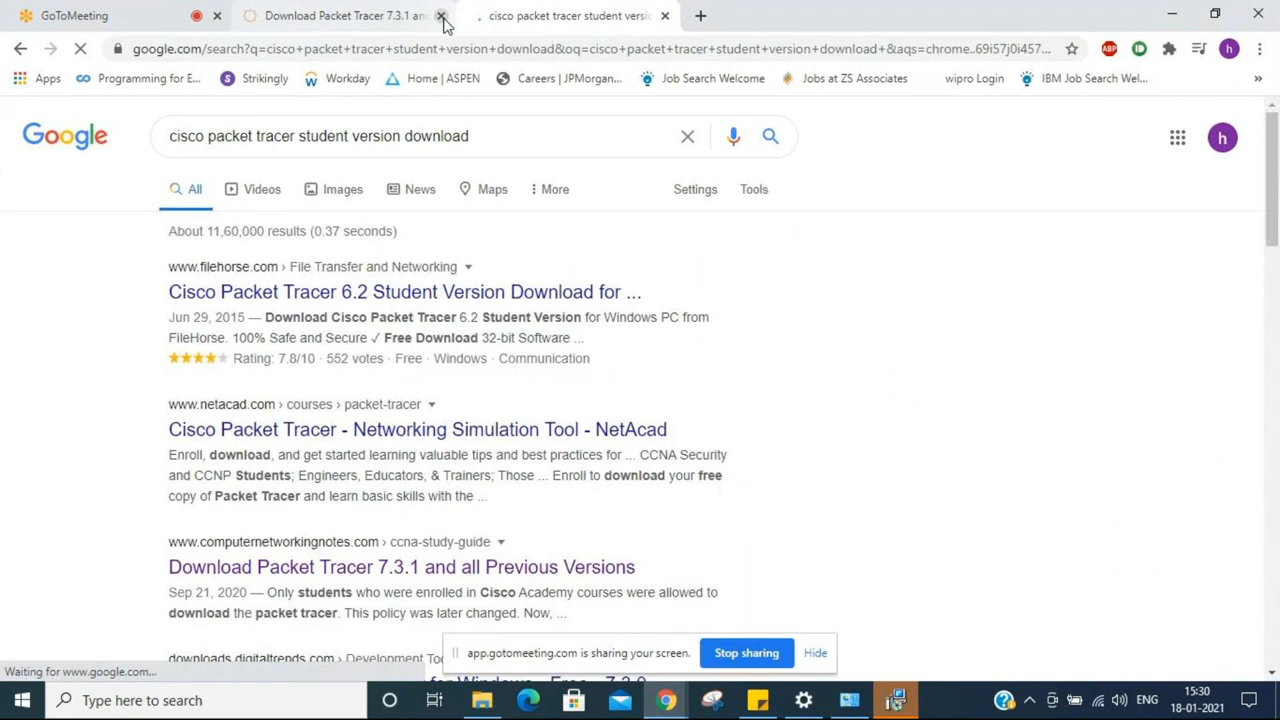 GoToMeeting
Download Packet Tracer 7.3.1 an
cisco packet tracer student versi
google.com/search?q=cisco+packet+tracer+student+version+download&oq=cisco+packet+tracer+student+version+download+&aqs=chrome..69i57j0i457...
ABP
h
Apps
Programming for E...
Strikingly
Workday
Home | ASPEN
Careers | JPMorgan...
Job Search Welcome
Jobs at ZS Associates
wipro Login
IBM Job Search Wel...
»
Google
cisco packet tracer student version download
h
All
Videos
Images
News
Maps
More
Settings
Tools
About 11,60,000 results (0.37 seconds)
www.filehorse.com › File Transfer and Networking
Cisco Packet Tracer 6.2 Student Version Download for ...
Jun 29, 2015 — Download Cisco Packet Tracer 6.2 Student Version for Windows PC from
FileHorse. 100% Safe and Secure ✓ Free Download 32-bit Software ...
Rating: 7.8/10 · 552 votes · Free · Windows · Communication
www.netacad.com › courses › packet-tracer
Cisco Packet Tracer - Networking Simulation Tool - NetAcad
Enroll, download, and get started learning valuable tips and best practices for ... CCNA Security
and CCNP Students; Engineers, Educators, & Trainers; Those ... Enroll to download your free
copy of Packet Tracer and learn basic skills with the ...
www.computernetworkingnotes.com › ccna-study-guide
Download Packet Tracer 7.3.1 and all Previous Versions
Sep 21, 2020 — Only students who were enrolled in Cisco Academy courses were allowed to
download the packet tracer. This policy was later changed. Now, ...
downloads.digitaltrends.com › Development Too
app.gotomeeting.com is sharing your screen.
Stop sharing
Hide
Waiting for www.google.com...
Type here to search
ENG
15:30
18-01-2021